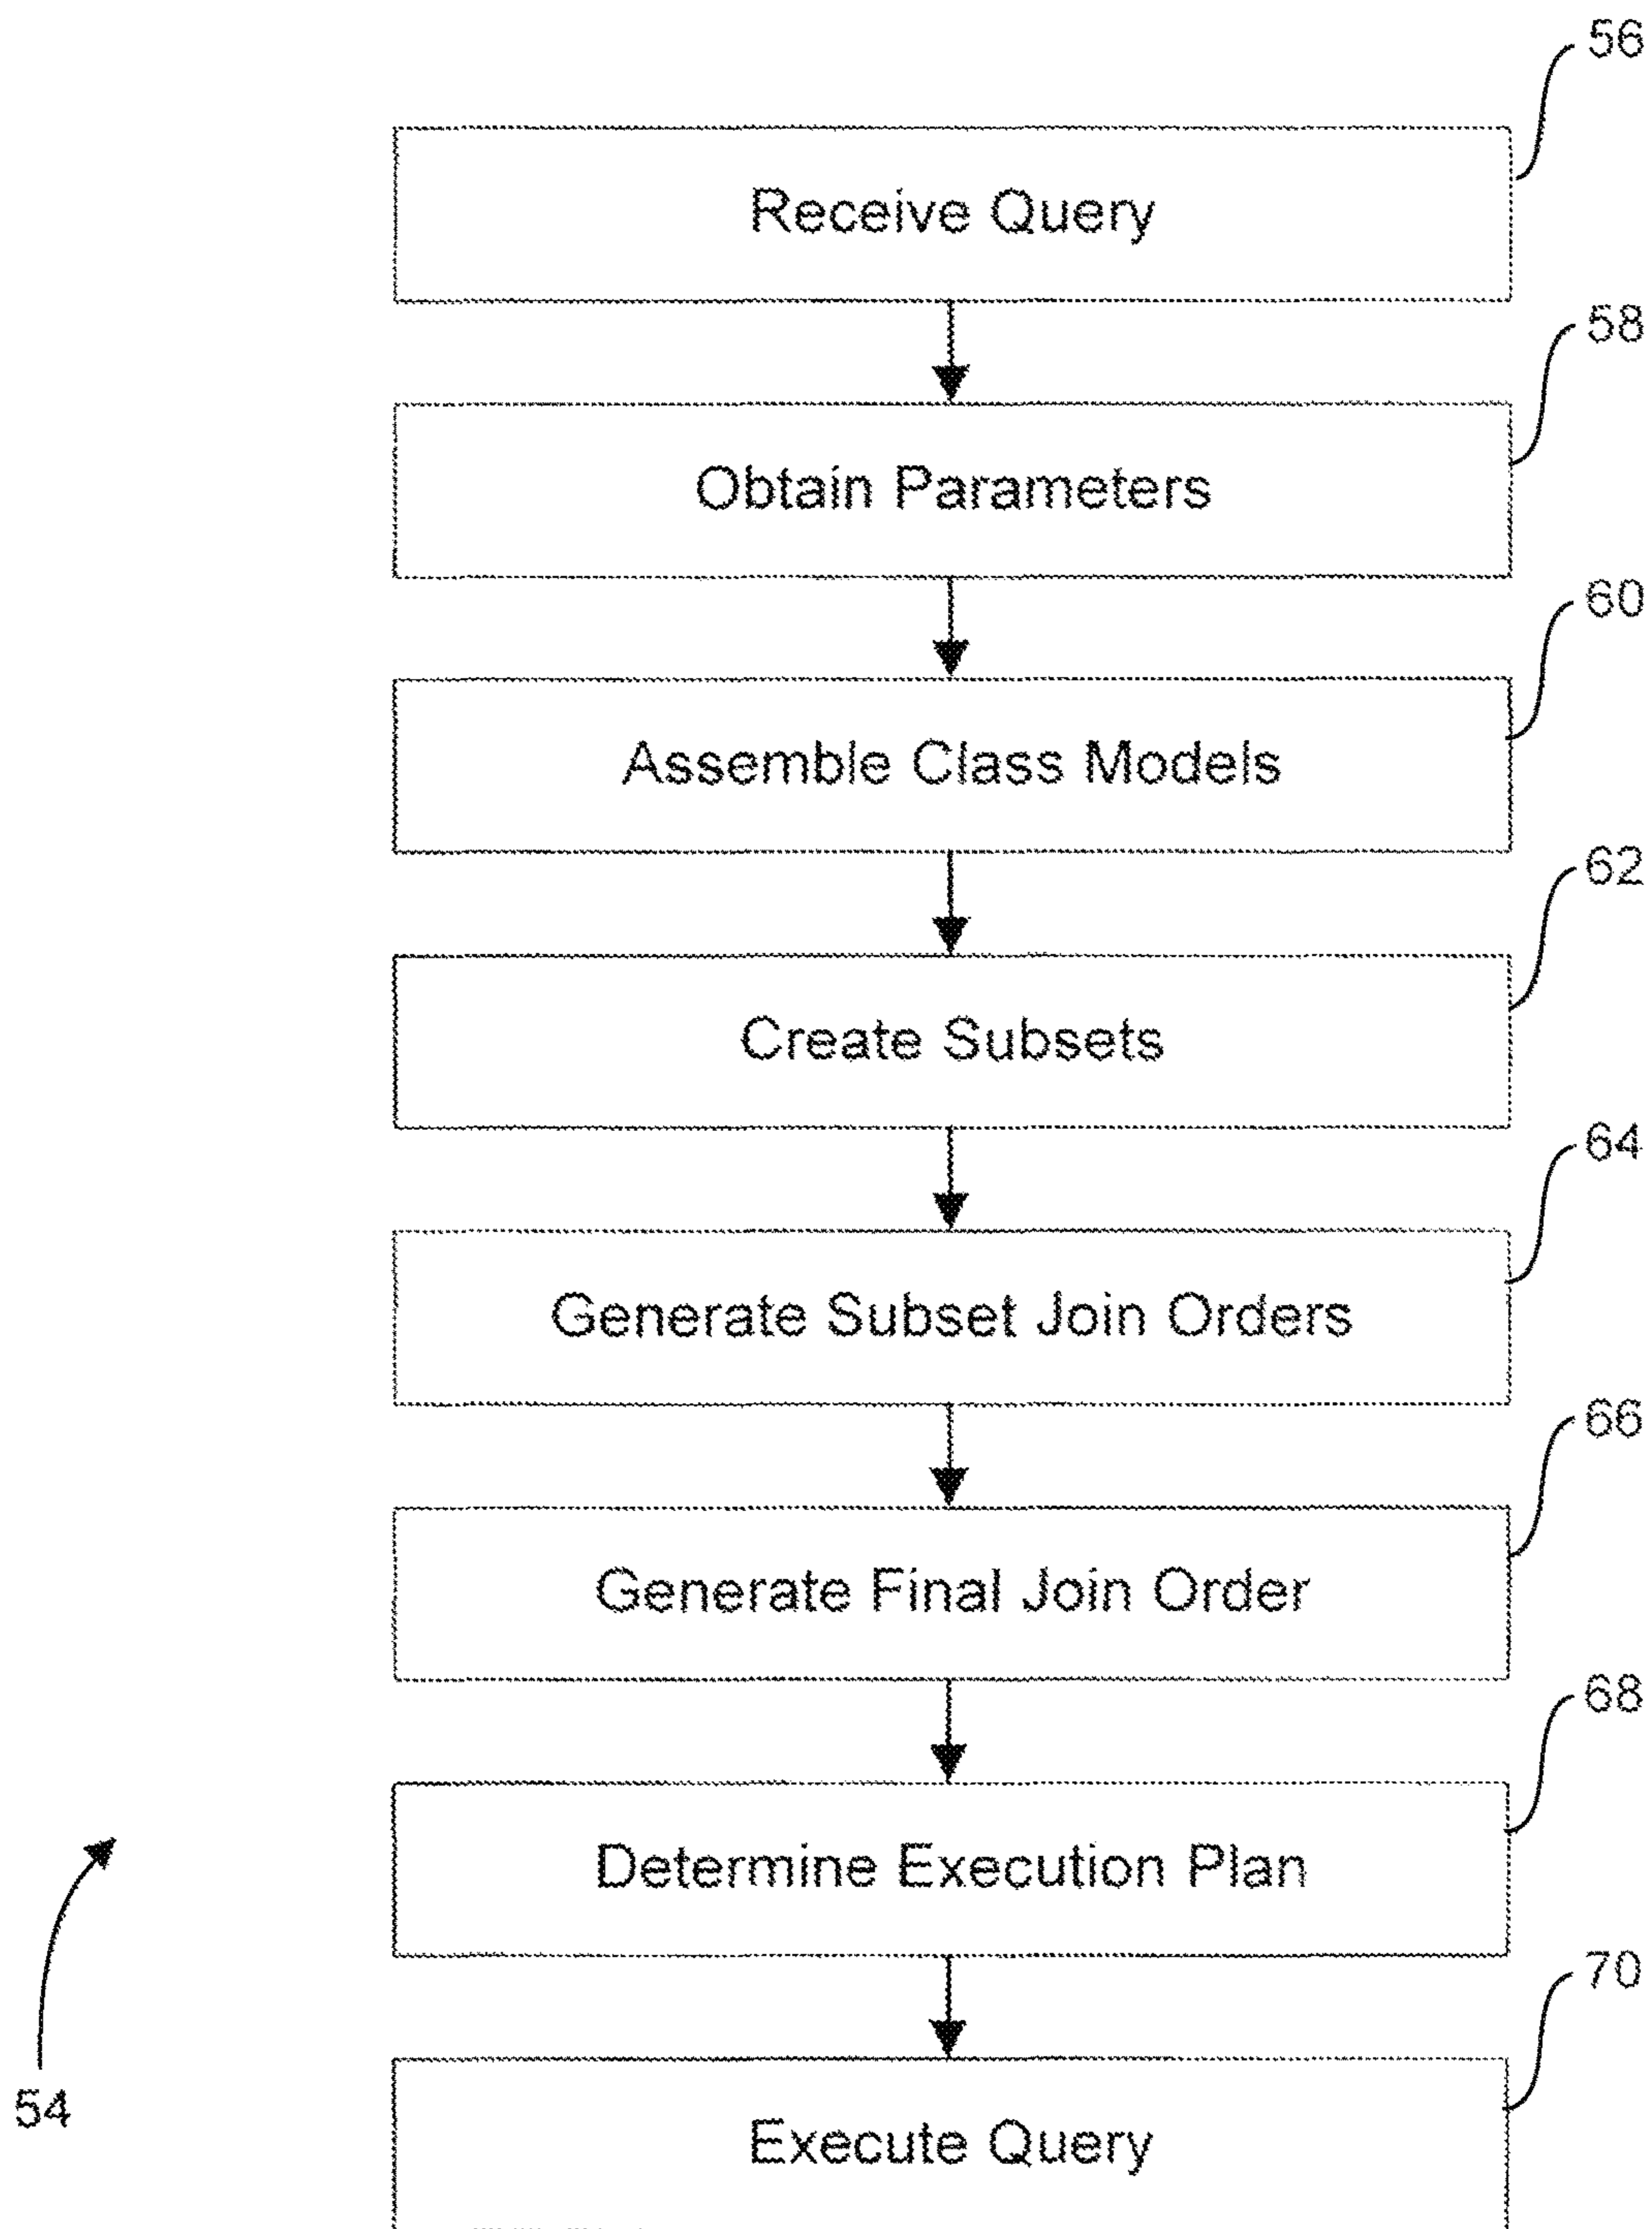 56
Receive Query
58
Obtain Parameters
60
Assemble Class Models
62
Create Subsets
64
Generate Subset Join Orders
66
Generate Final Join Order
68
Determine Execution Plan
70
54
Execute Query